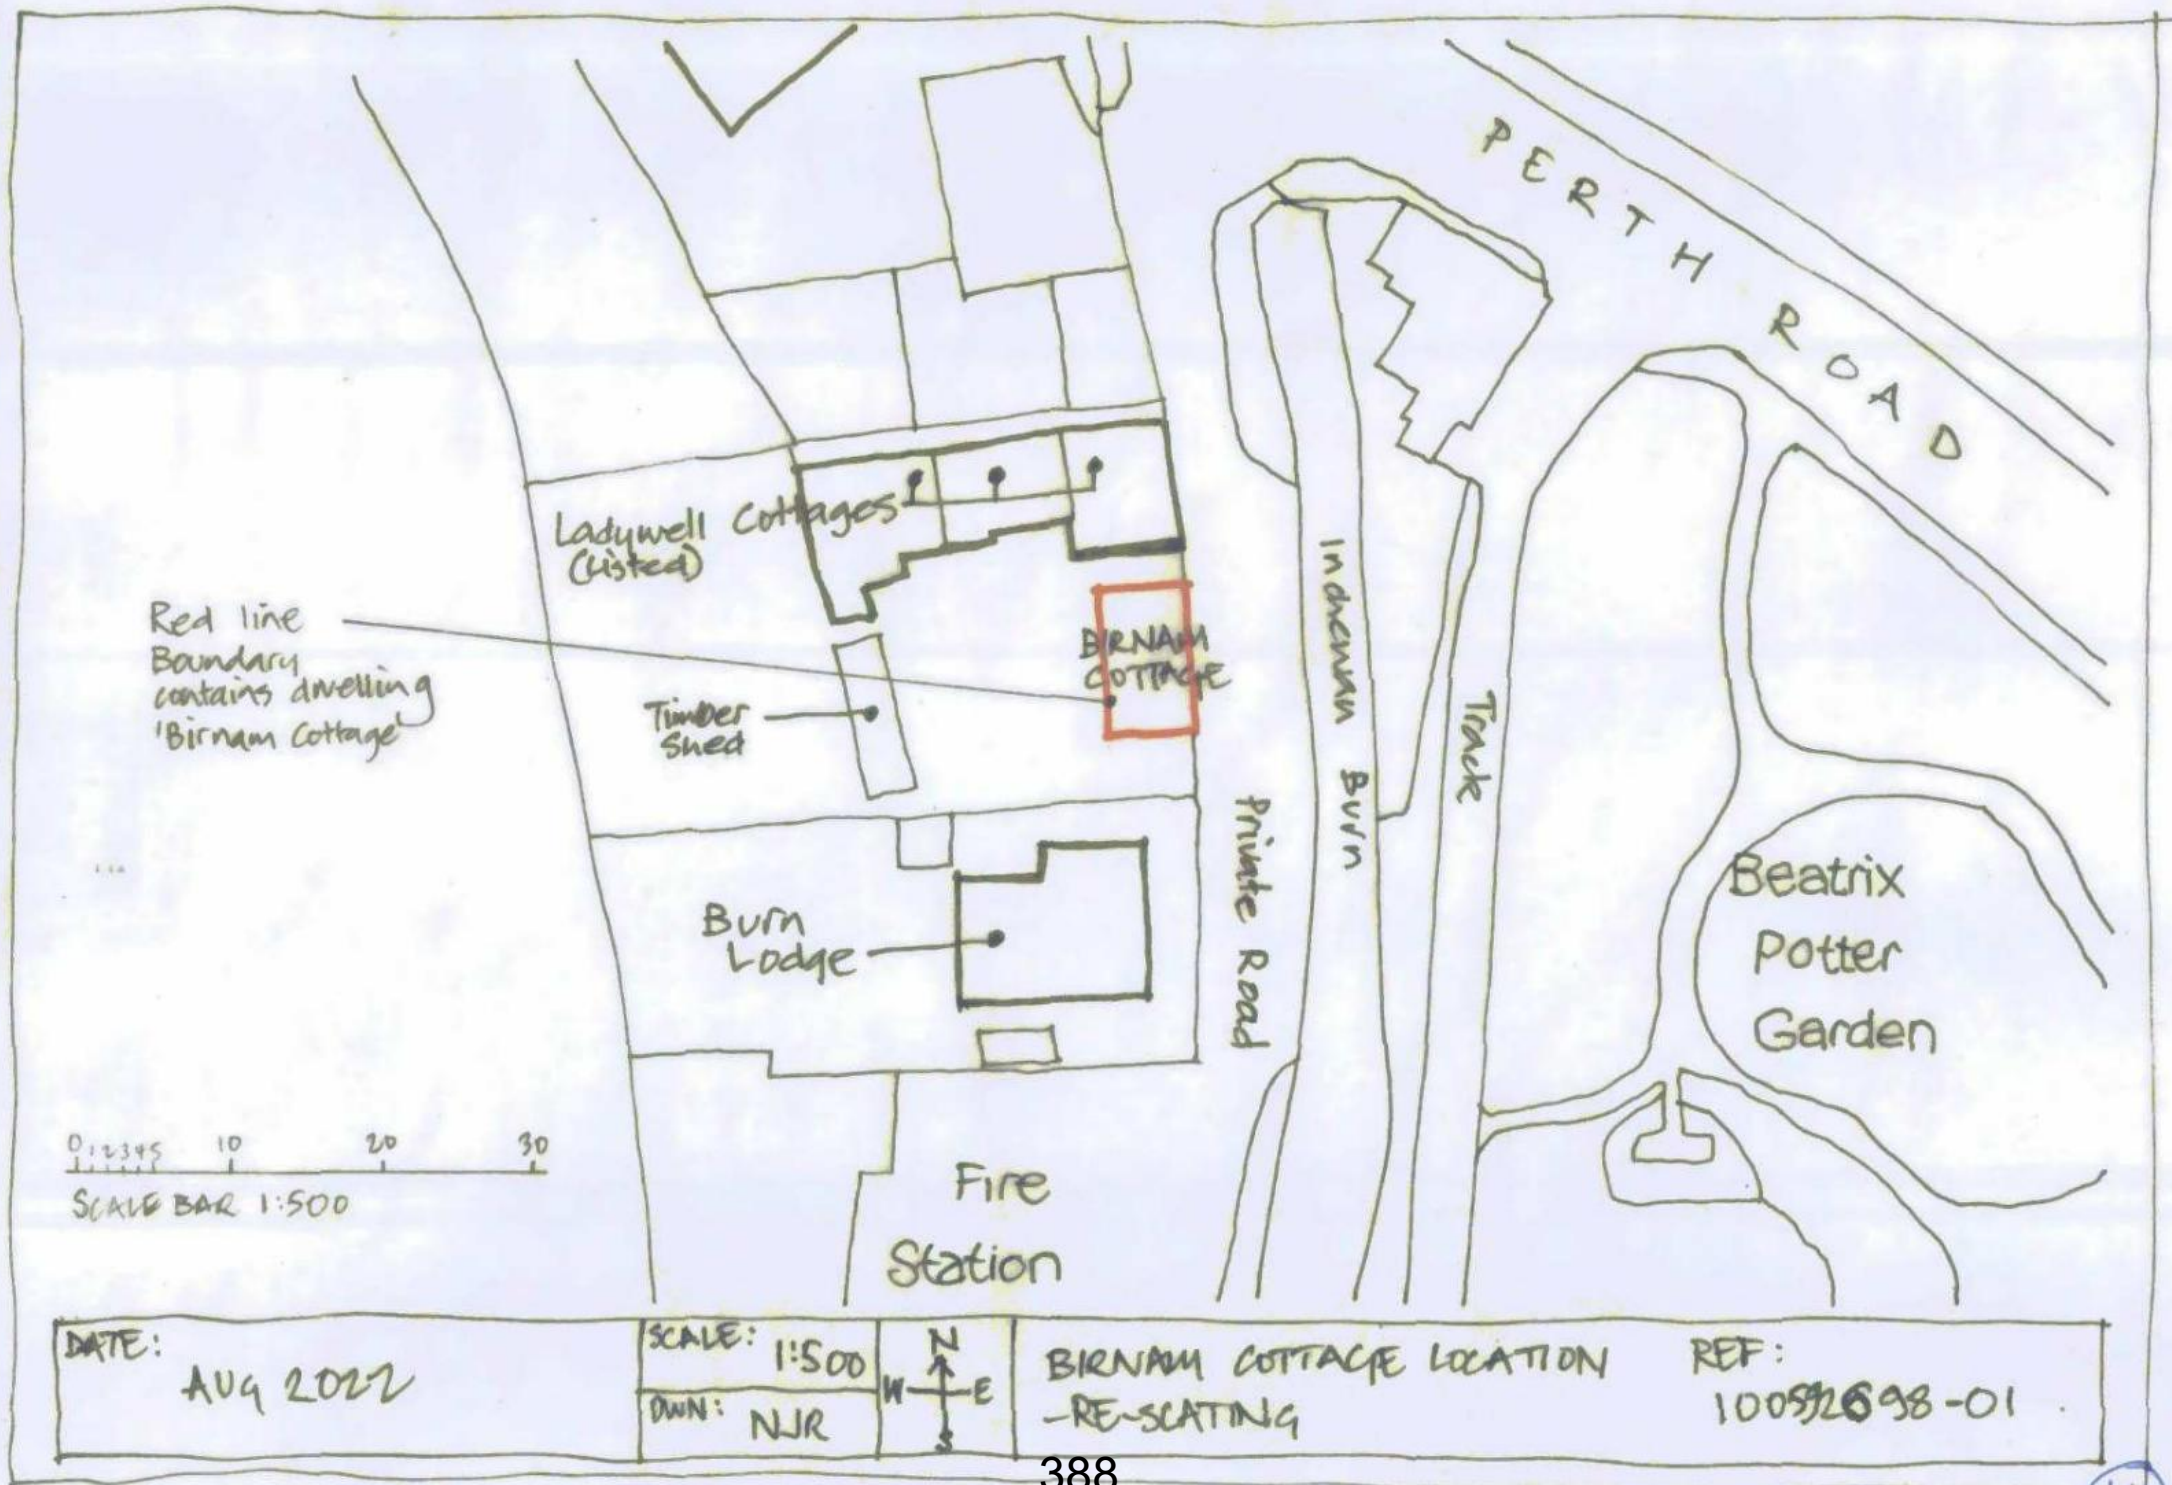 PERTH ROAD
Ladywell Cottages
(Listed)
Red line
Boundary
contains dwelling
'Birnam Cottage'
BIRNAM
COTTAGE
Timber
Shed
Inchewan Burn
Track
Private Road
Burn
Lodge
Beatrix
Potter
Garden
Fire
Station
0 1 2 3 4 5 10 20 30
SCALE BAR 1:500
DATE:
AUG 2022
SCALE: 1:500
DWN: NJR
N
W E
S
BIRNAM COTTAGE LOCATION
-RE-SLATING
REF:
-01
388